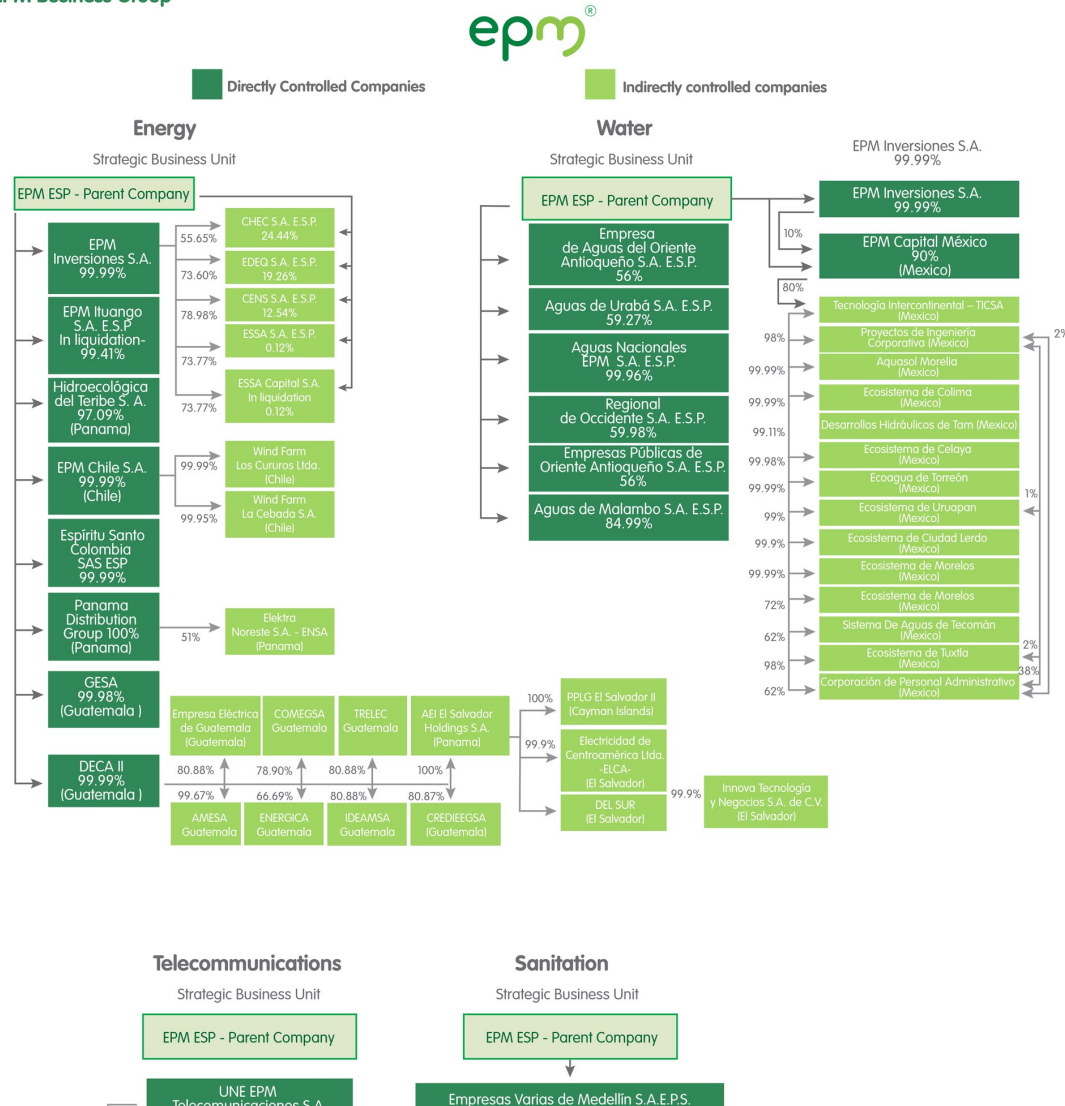 EPM Business Group
epm®
Directly Controlled Companies
Indirectly controlled companies
Energy
Strategic Business Unit
EPM ESP - Parent Company
EPM
Inversiones S.A.
99.99%
EPM Ituango
S.A. E.S.P
In liquidation-
99.41%
Hidroecológica
del Teribe S. A.
97.09%
(Panama)
EPM Chile S.A.
99.99%
(Chile)
Espíritu Santo
Colombia
SAS ESP
99.99%
Panama
Distribution
Group 100%
(Panama)
GESA
99.98%
(Guatemala )
DECA II
99.99%
(Guatemala )
55.65%
73.60%
78.98%
73.77%
73.77%
CHEC S.A. E.S.P.
24.44%
EDEQ S.A. E.S.P.
19.26%
CENS S.A. E.S.P.
12.54%
ESSA S.A. E.S.P.
0.12%
ESSA Capital S.A.
In liquidation
0.12%
99.99%
99.95%
Wind Farm
Los Cururos Ltda.
(Chile)
Wind Farm
La Cebada S.A.
(Chile)
51%
Elektra
Noreste S.A. - ENSA
(Panama)
Empresa Eléctrica
de Guatemala
(Guatemala)
COMEGSA
Guatemala
TRELEC
Guatemala
AEI El Salvador
Holdings S.A.
(Panama)
80.88%
78.90%
80.88%
100%
99.67%
66.69%
80.88%
80.87%
AMESA
Guatemala
ENERGICA
Guatemala
IDEAMSA
Guatemala
CREDIEEGSA
(Guatemala)
100%
99.9%
PPLG El Salvador II
(Cayman Islands)
Electricidad de
Centroamérica Ltda.
-ELCA-
(El Salvador)
DEL SUR
(El Salvador)
99.9%
Innova Tecnología
y Negocios S.A. de C.V.
(El Salvador)
Water
Strategic Business Unit
EPM ESP - Parent Company
Empresa
de Aguas del Oriente
Antioqueño S.A. E.S.P.
56%
Aguas de Urabá S.A. E.S.P.
59.27%
Aguas Nacionales
EPM S.A. E.S.P.
99.96%
Regional
de Occidente S.A. E.S.P.
59.98%
Empresas Públicas de
Oriente Antioqueño S.A. E.S.P.
56%
Aguas de Malambo S.A. E.S.P.
84.99%
EPM Inversiones S.A.
99.99%
EPM Inversiones S.A.
99.99%
10%
EPM Capital México
90%
(Mexico)
80%
Tecnología Intercontinental – TICSA
(Mexico)
98%
Proyectos de Ingeniería
Corporativa (Mexico)
99.99%
Aquasol Morelia
(Mexico)
99.99%
Ecosistema de Colima
(Mexico)
99.11%
Desarrollos Hidráulicos de Tam (Mexico)
99.98%
Ecosistema de Celaya
(Mexico)
99.99%
Ecoagua de Torreón
(Mexico)
99%
Ecosistema de Uruapan
(Mexico)
99.9%
Ecosistema de Ciudad Lerdo
(Mexico)
99.99%
Ecosistema de Morelos
(Mexico)
72%
Ecosistema de Morelos
(Mexico)
62%
Sistema De Aguas de Tecomán
(Mexico)
98%
Ecosistema de Tuxtla
(Mexico)
62%
Corporación de Personal Administrativo
(Mexico)
2%
1%
2%
38%
Telecommunications
Strategic Business Unit
EPM ESP - Parent Company
UNE EPM
Telecomunicaciones S.A.
Sanitation
Strategic Business Unit
EPM ESP - Parent Company
Empresas Varias de Medellín S.A.E.P.S.